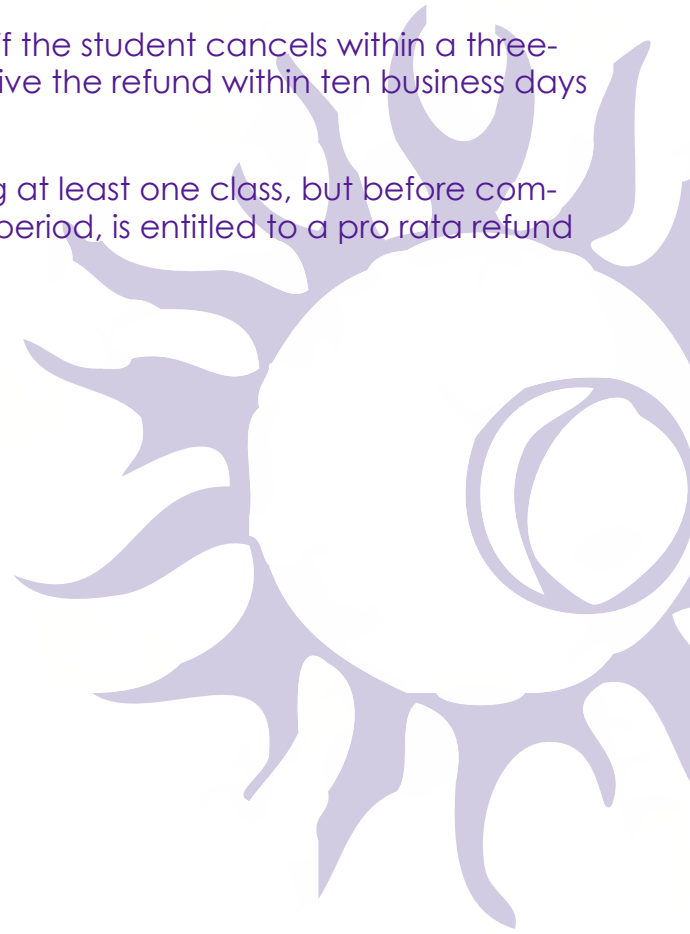 if the student cancels within a three-
ive the refund within ten business days
g at least one class, but before com-
period, is entitled to a pro rata refund